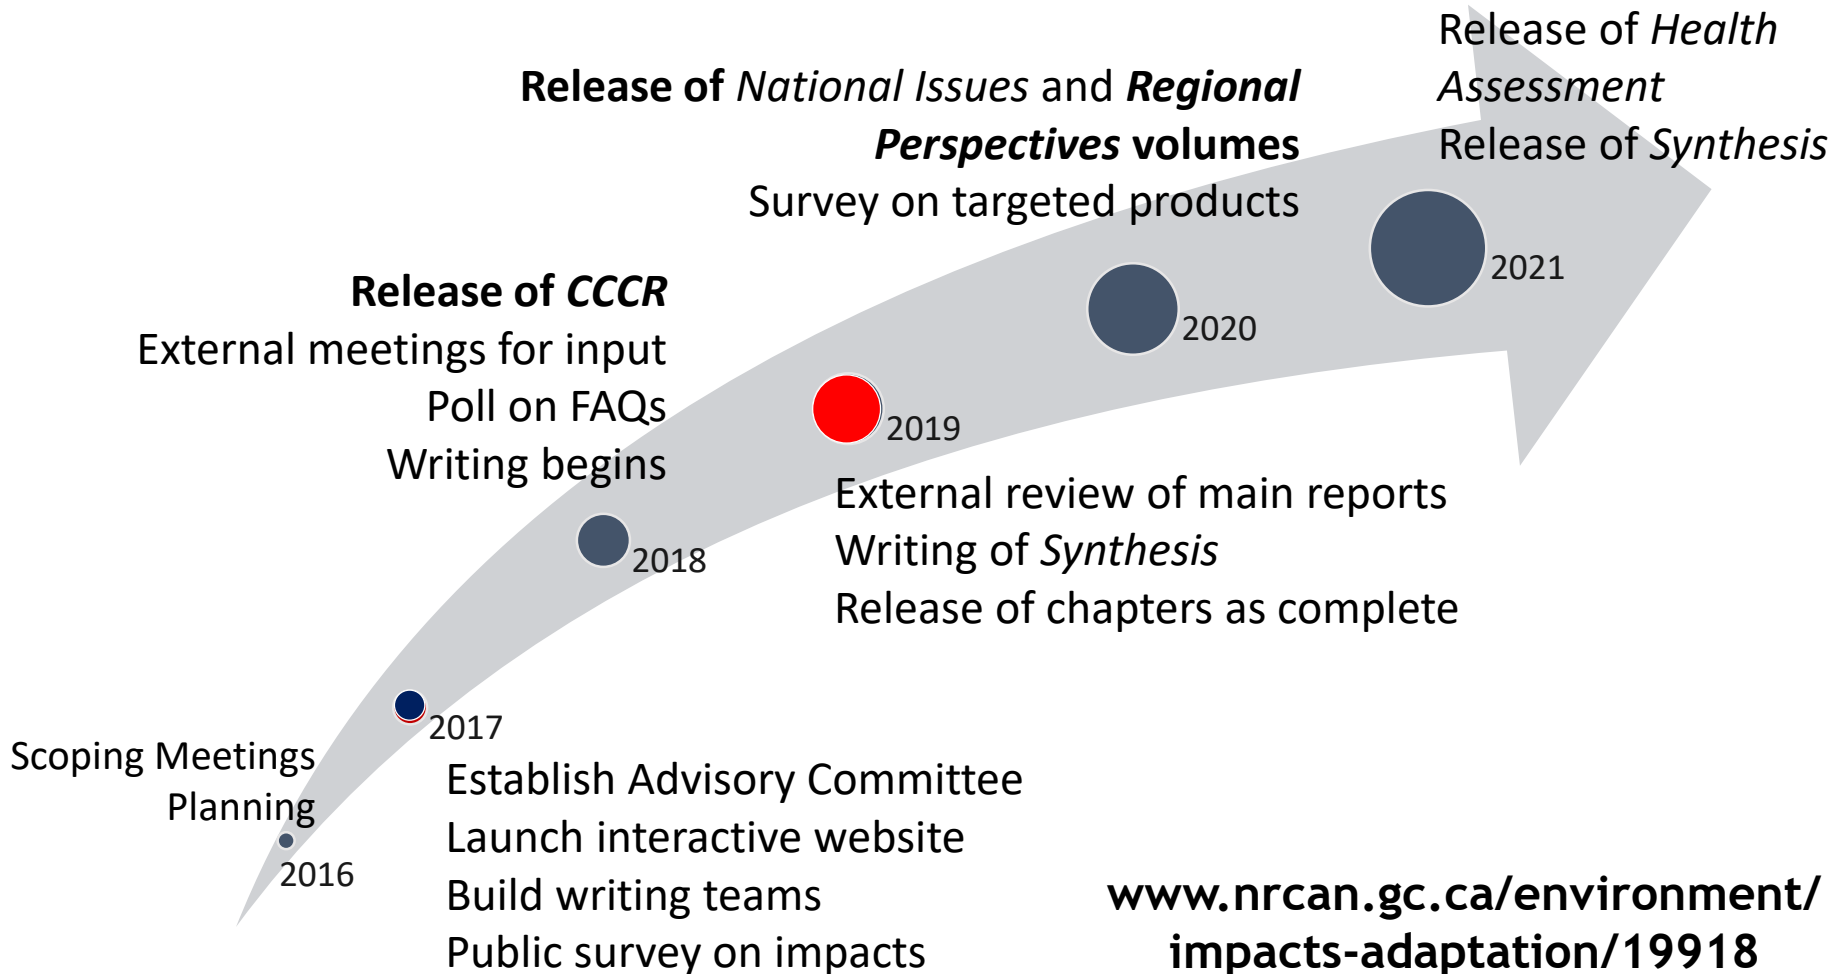 Release of Health
Assessment
Release of Synthesis
Release of National Issues and Regional
Perspectives volumes
Survey on targeted products
2021
2020
Release of CCCR
External meetings for input
Poll on FAQs
Writing begins
2019
External review of main reports
Writing of Synthesis
Release of chapters as complete
2018
2017
Scoping Meetings
Planning
2016
Establish Advisory Committee
Launch interactive website
Build writing teams
Public survey on impacts
www.nrcan.gc.ca/environment/
impacts-adaptation/19918